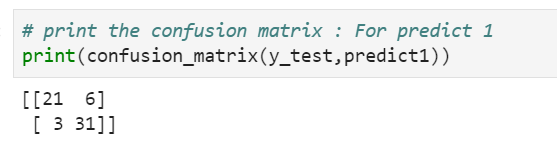 # print the confusion matrix : For predict 1
print(confusion_matrix(y_test,predict1))
[[21  6]
 [ 3 31]]